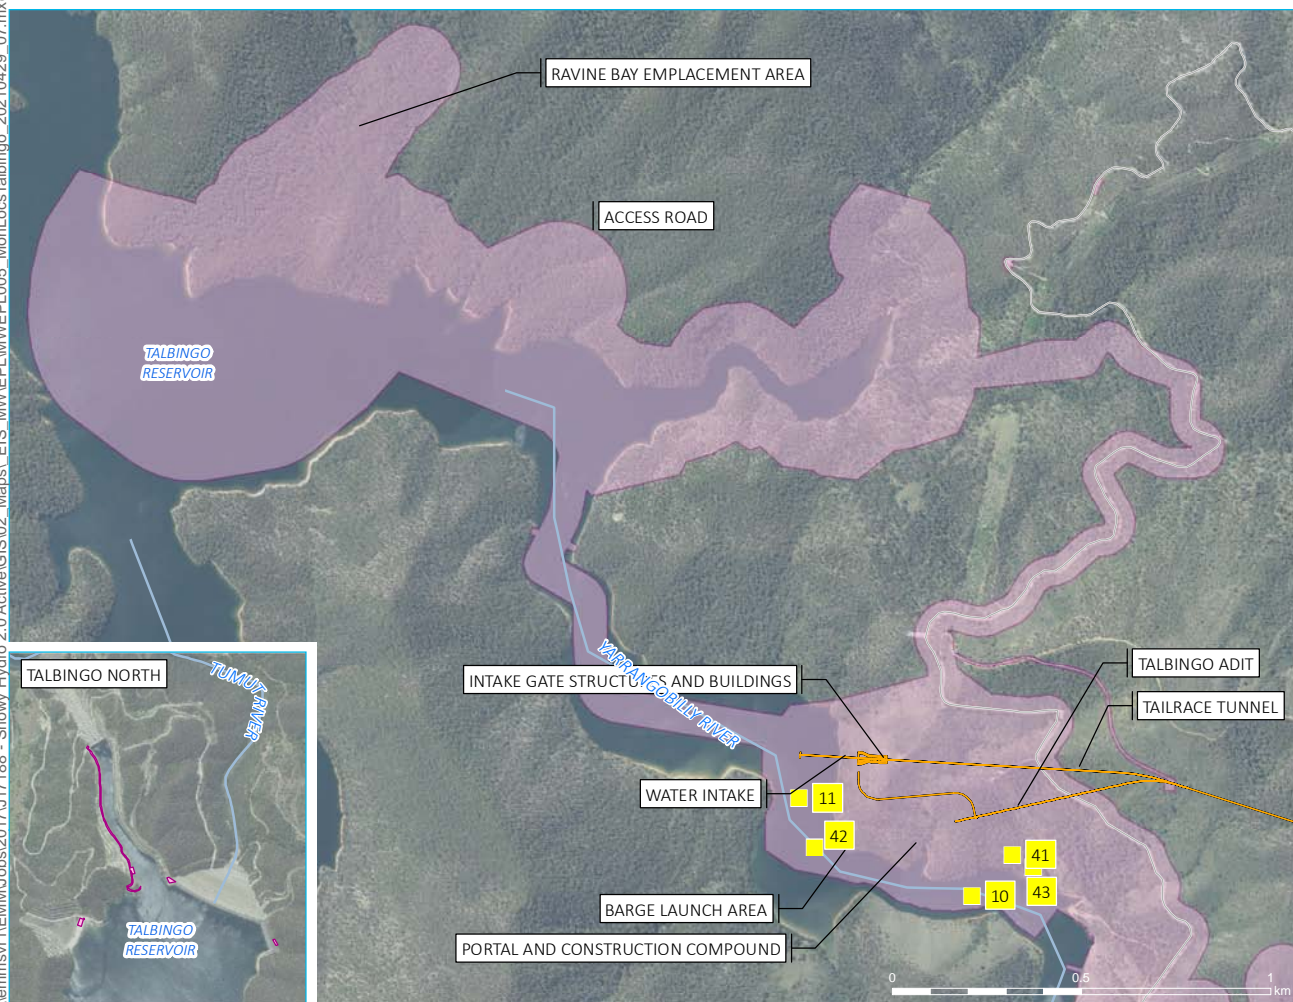 RAVINE BAY EMPLACEMENT AREA
ACCESS ROAD
TALBINGO
RESERVOIR
YARRANGOBILLY RIVER
INTAKE GATE STRUCTURES AND BUILDINGS
TALBINGO ADIT
TAILRACE TUNNEL
WATER INTAKE
11
42
41
43
10
BARGE LAUNCH AREA
PORTAL AND CONSTRUCTION COMPOUND
TALBINGO NORTH
TUMUT RIVER
TALBINGO
RESERVOIR
0 0.5 1
km